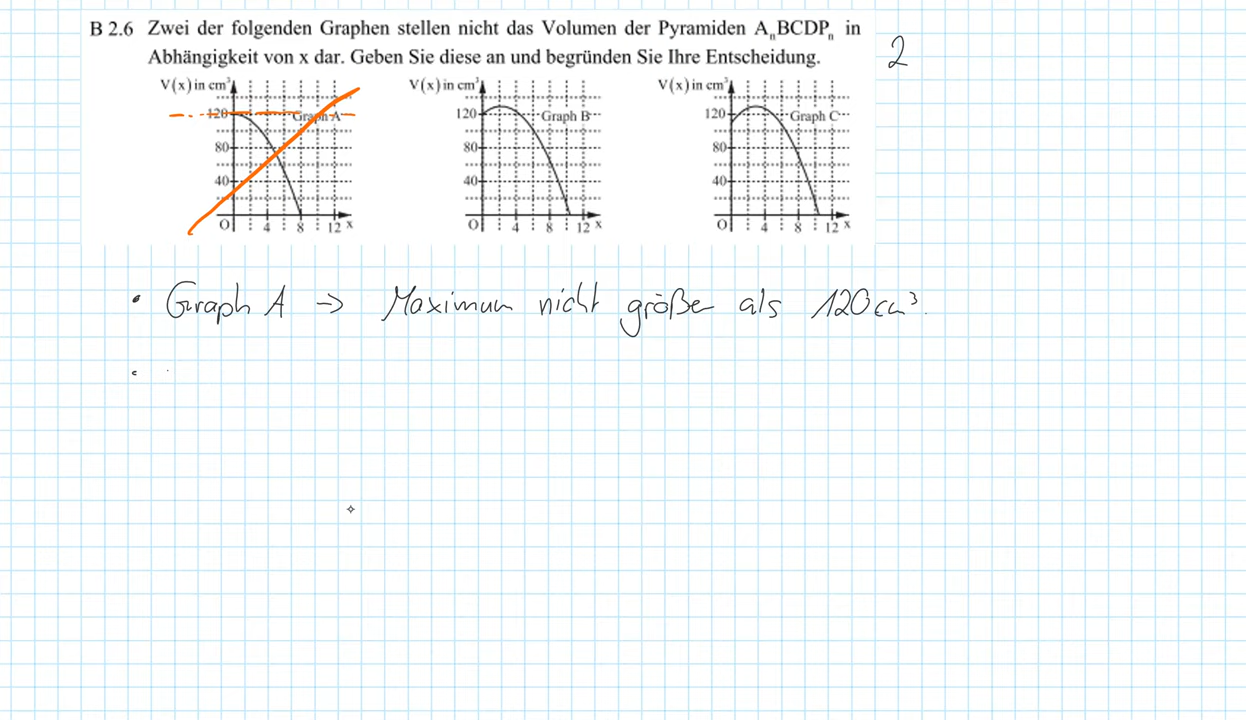 B 2.6 Zwei der folgenden Graphen stellen nicht das Volumen der Pyramiden AₙBCDPₙ in
Abhängigkeit von x dar. Geben Sie diese an und begründen Sie Ihre Entscheidung.
2
V(x) in cm³ V(x) in cm³ V(x) in cm³
120 Graph A 120 Graph B 120 Graph C
80 80 80
40 40 40
O 4 8 12 x O 4 8 12 x O 4 8 12 x
• Graph A → Maximum nicht größer als 120 cm³.